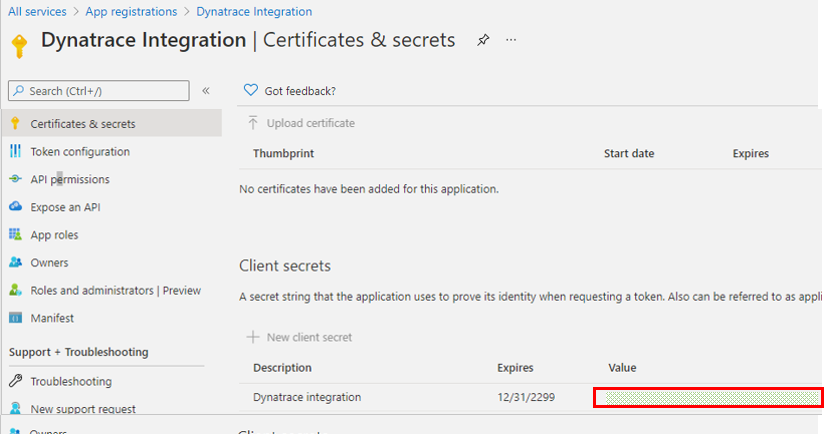 All services > App registrations > Dynatrace Integration
Dynatrace Integration | Certificates & secrets
Search (Ctrl+/)
«
Certificates & secrets
Token configuration
API permissions
Expose an API
App roles
Owners
Roles and administrators | Preview
Manifest
Support + Troubleshooting
Troubleshooting
New support request
Owners
Got feedback?
Upload certificate
Thumbprint Start date Expires
No certificates have been added for this application.
Client secrets
A secret string that the application uses to prove its identity when requesting a token. Also can be referred to as appli
New client secret
Description Expires Value
Dynatrace integration 12/31/2299
Client secrets